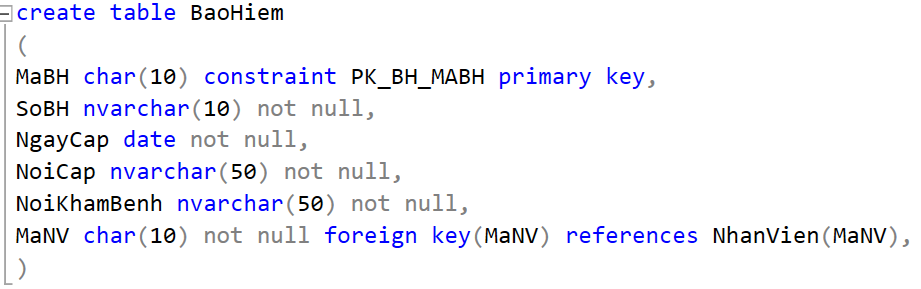 create table BaoHiem
(
MaBH char(10) constraint PK_BH_MABH primary key,
SoBH nvarchar(10) not null,
NgayCap date not null,
NoiCap nvarchar(50) not null,
NoiKhamBenh nvarchar(50) not null,
MaNV char(10) not null foreign key(MaNV) references NhanVien(MaNV),
)